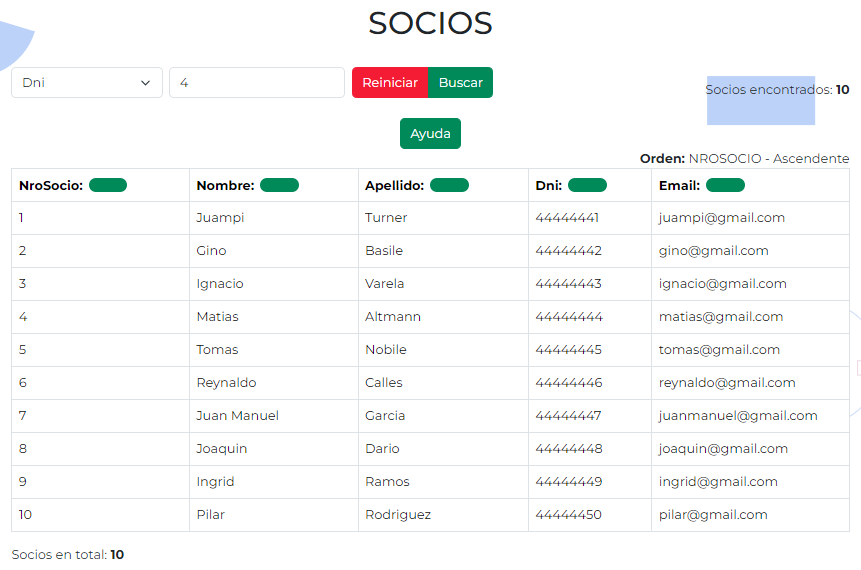 SOCIOS
Dni 4 Reiniciar Buscar
Socios encontrados: 10
Ayuda
Orden: NROSOCIO - Ascendente
NroSocio: Nombre: Apellido: Dni: Email:
1 Juampi Turner 44444441 juampi@gmail.com
2 Gino Basile 44444442 gino@gmail.com
3 Ignacio Varela 44444443 ignacio@gmail.com
4 Matias Altmann 44444444 matias@gmail.com
5 Tomas Nobile 44444445 tomas@gmail.com
6 Reynaldo Calles 44444446 reynaldo@gmail.com
7 Juan Manuel Garcia 44444447 juanmanuel@gmail.com
8 Joaquin Dario 44444448 joaquin@gmail.com
9 Ingrid Ramos 44444449 ingrid@gmail.com
10 Pilar Rodriguez 44444450 pilar@gmail.com
Socios en total: 10